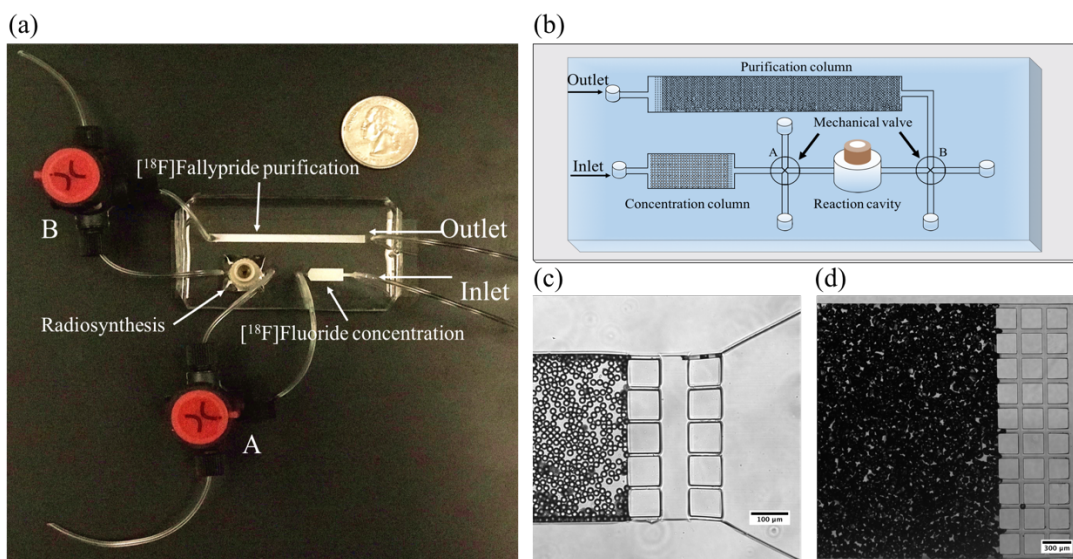 (a)
[¹⁸F]Fallypride purification
B
Outlet
Inlet
Radiosynthesis
[¹⁸F]Fluoride concentration
A
(b)
Purification column
Outlet
Mechanical valve
A
B
Inlet
Concentration column
Reaction cavity
(c)
100 μm
(d)
300 μm